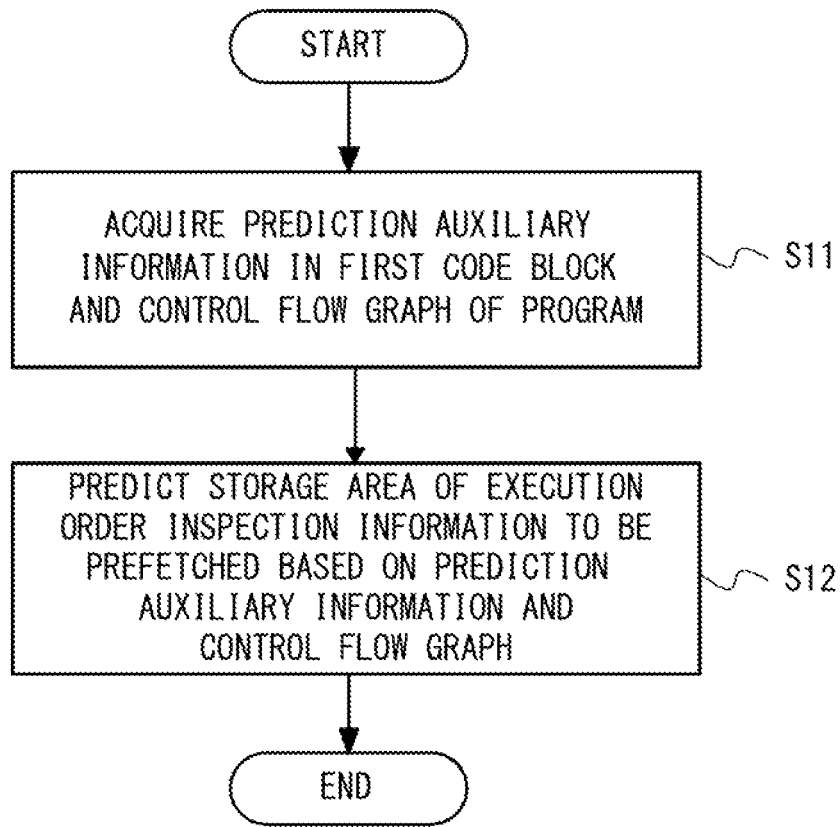 START
ACQUIRE PREDICTION AUXILIARY
INFORMATION IN FIRST CODE BLOCK
AND CONTROL FLOW GRAPH OF PROGRAM
S11
PREDICT STORAGE AREA OF EXECUTION
ORDER INSPECTION INFORMATION TO BE
PREFETCHED BASED ON PREDICTION
AUXILIARY INFORMATION AND
CONTROL FLOW GRAPH
S12
END